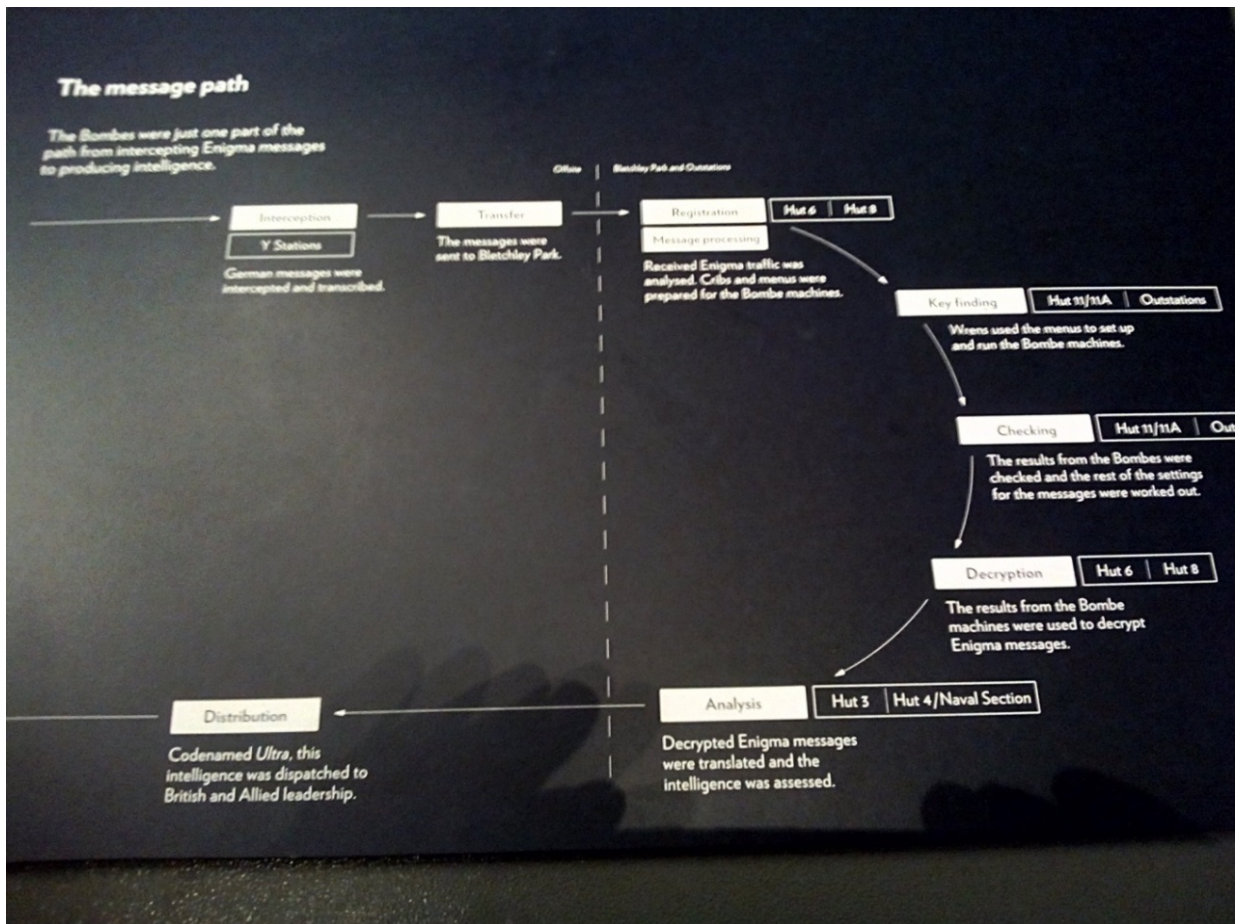 The message path
The Bombes were just one part of the
path from intercepting Enigma messages
to producing intelligence.
Offsite
Bletchley Park and Outstations
Interception
Y Stations
German messages were
intercepted and transcribed.
Transfer
The messages were
sent to Bletchley Park.
Registration
Hut 6 | Hut 8
Message processing
Received Enigma traffic was
analysed. Cribs and menus were
prepared for the Bombe machines.
Key finding
Hut 11/11A | Outstations
Wrens used the menus to set up
and run the Bombe machines.
Checking
Hut 11/11A | Out
The results from the Bombes were
checked and the rest of the settings
for the messages were worked out.
Decryption
Hut 6 | Hut 8
The results from the Bombe
machines were used to decrypt
Enigma messages.
Analysis
Hut 3 | Hut 4/Naval Section
Decrypted Enigma messages
were translated and the
intelligence was assessed.
Distribution
Codenamed Ultra, this
intelligence was dispatched to
British and Allied leadership.